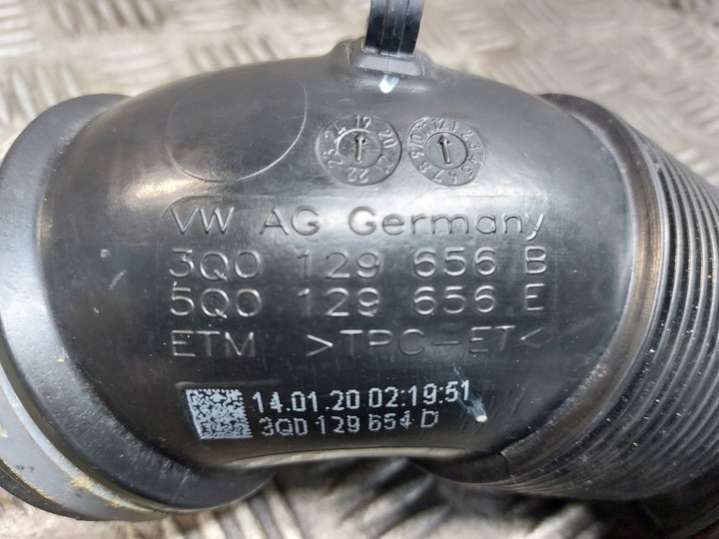 VW AG Germany
3Q0 129 656 B
5Q0 129 656 E
ETM >TPC-ET<
14.01.20 02:19:51
3Q0 129 654 D